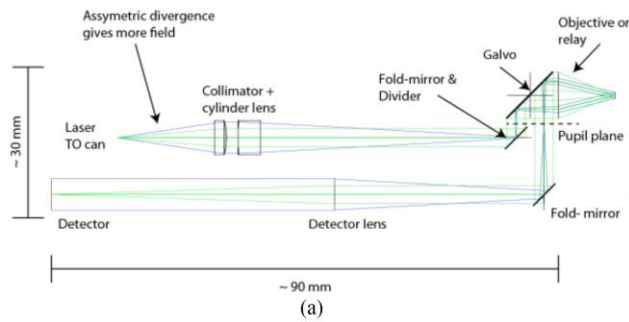 Assymetric divergence
gives more field
Objective or
relay
Galvo
Collimator +
cylinder lens
Fold-mirror &
Divider
Laser
TO can
Pupil plane
~ 30 mm
Detector
Detector lens
Fold- mirror
~ 90 mm
(a)